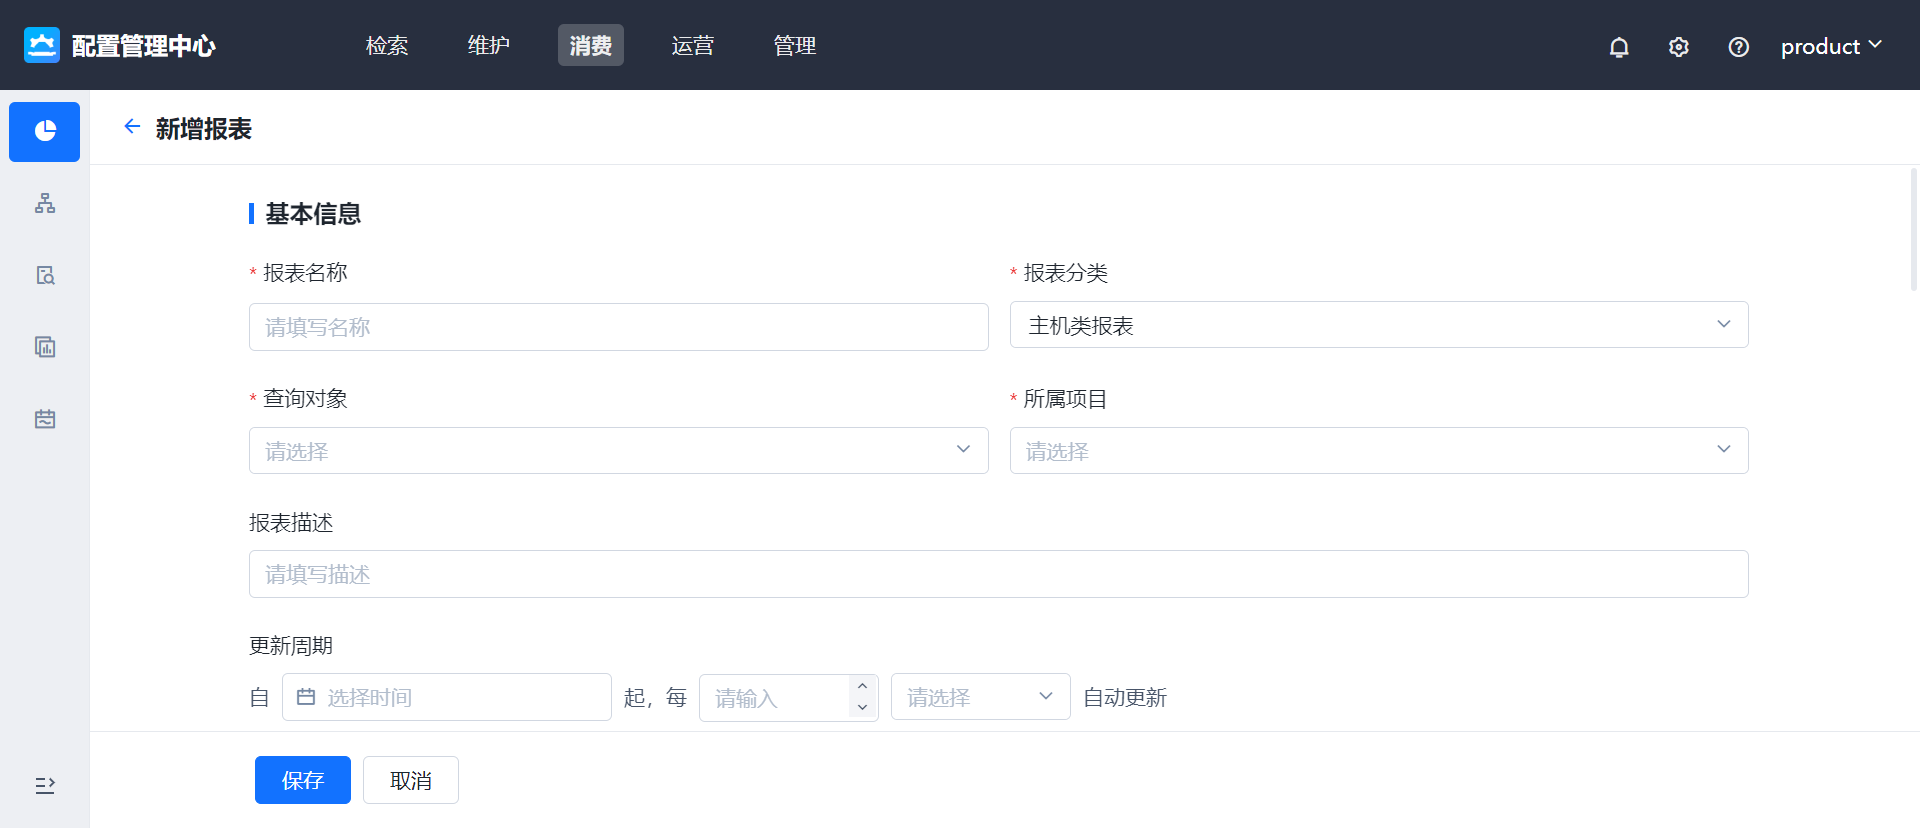 配置管理中心 检索 维护 消费 运营 管理 product
新增报表
基本信息
* 报表名称 * 报表分类
请填写名称 主机类报表
* 查询对象 * 所属项目
请选择 请选择
报表描述
请填写描述
更新周期
自 选择时间 起，每 请输入 请选择 自动更新
保存 取消